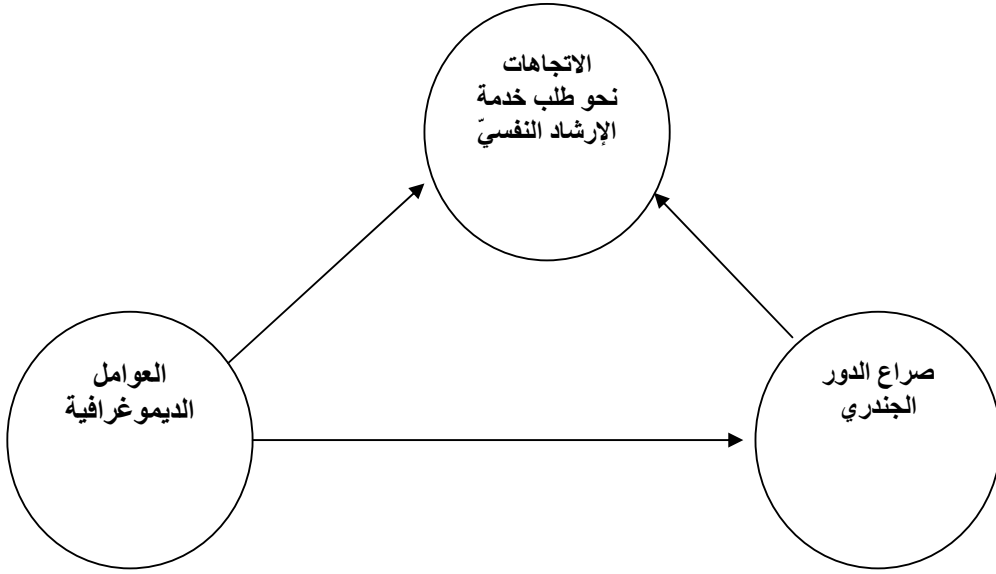 الاتجاهات
نحو طلب خدمة
الإرشاد النفسيّ
صراع الدور
الجندري
العوامل
الديموغرافية